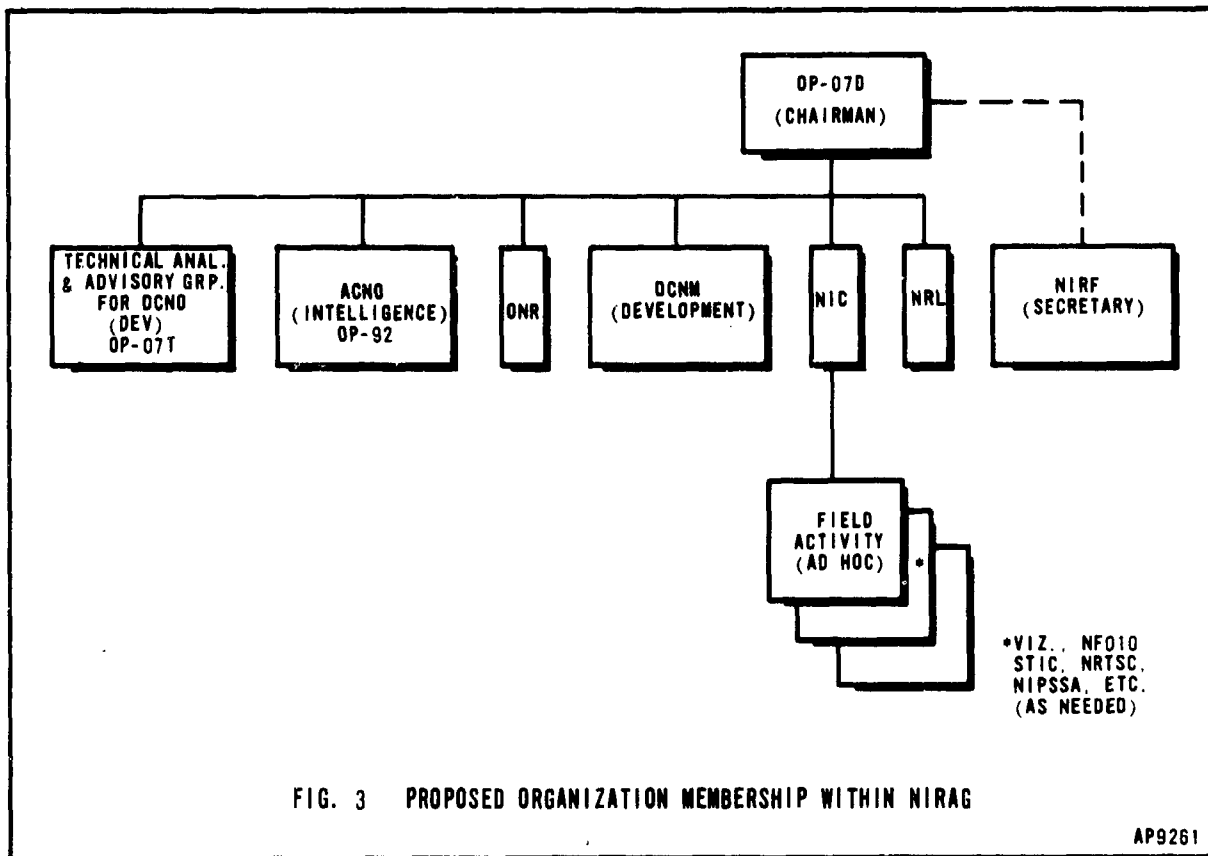 OP-07D
(CHAIRMAN)
TECHNICAL ANAL.
& ADVISORY GRP.
FOR DCNO
(DEV)
OP-07T
ACNO
(INTELLIGENCE)
OP-92
ONR
DCNM
(DEVELOPMENT)
NIC
NRL
NIRF
(SECRETARY)
FIELD
ACTIVITY
(AD HOC)
*
*VIZ., NFOIO
STIC, NRTSC,
NIPSSA, ETC.
(AS NEEDED)
FIG. 3 PROPOSED ORGANIZATION MEMBERSHIP WITHIN NIRAG
AP9261